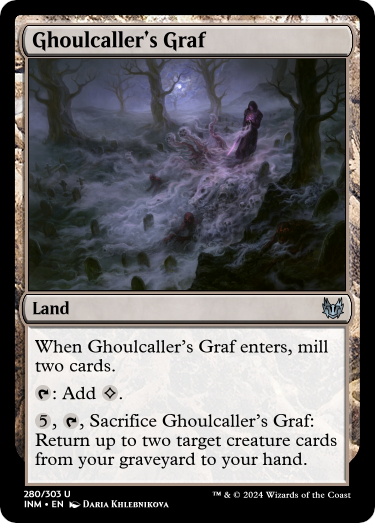 Ghoulcaller's Graf
Land
When Ghoulcaller's Graf enters, mill
two cards.
: Add .
5, , Sacrifice Ghoulcaller's Graf:
Return up to two target creature cards
from your graveyard to your hand.
280/303 U
INM • EN Daria Khlebnikova
™ & © 2024 Wizards of the Coast